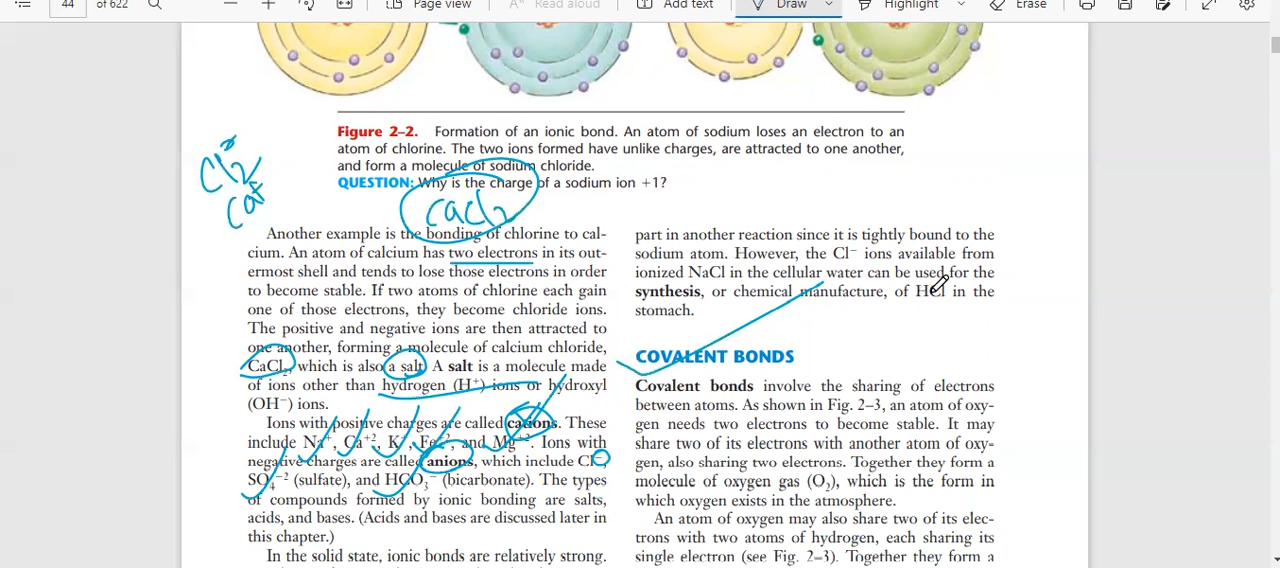 44 of 622 Page view Read aloud Add text Draw Highlight Erase
Figure 2–2. Formation of an ionic bond. An atom of sodium loses an electron to an
atom of chlorine. The two ions formed have unlike charges, are attracted to one another,
and form a molecule of sodium chloride.
QUESTION: Why is the charge of a sodium ion +1?
CaCl2
Another example is the bonding of chlorine to cal-
cium. An atom of calcium has two electrons in its out-
ermost shell and tends to lose those electrons in order
to become stable. If two atoms of chlorine each gain
one of those electrons, they become chloride ions.
The positive and negative ions are then attracted to
one another, forming a molecule of calcium chloride,
CaCl₂, which is also a salt. A salt is a molecule made
of ions other than hydrogen (H⁺) ions or hydroxyl
(OH⁻) ions.
Ions with positive charges are called cations. These
include Na⁺, Ca⁺², K⁺, Fe⁺², and Mg⁺². Ions with
negative charges are called anions, which include Cl⁻,
SO₄⁻² (sulfate), and HCO₃⁻ (bicarbonate). The types
of compounds formed by ionic bonding are salts,
acids, and bases. (Acids and bases are discussed later in
this chapter.)
In the solid state, ionic bonds are relatively strong.
part in another reaction since it is tightly bound to the
sodium atom. However, the Cl⁻ ions available from
ionized NaCl in the cellular water can be used for the
synthesis, or chemical manufacture, of HCl in the
stomach.
COVALENT BONDS
Covalent bonds involve the sharing of electrons
between atoms. As shown in Fig. 2–3, an atom of oxy-
gen needs two electrons to become stable. It may
share two of its electrons with another atom of oxy-
gen, also sharing two electrons. Together they form a
molecule of oxygen gas (O₂), which is the form in
which oxygen exists in the atmosphere.
An atom of oxygen may also share two of its elec-
trons with two atoms of hydrogen, each sharing its
single electron (see Fig. 2–3). Together they form a